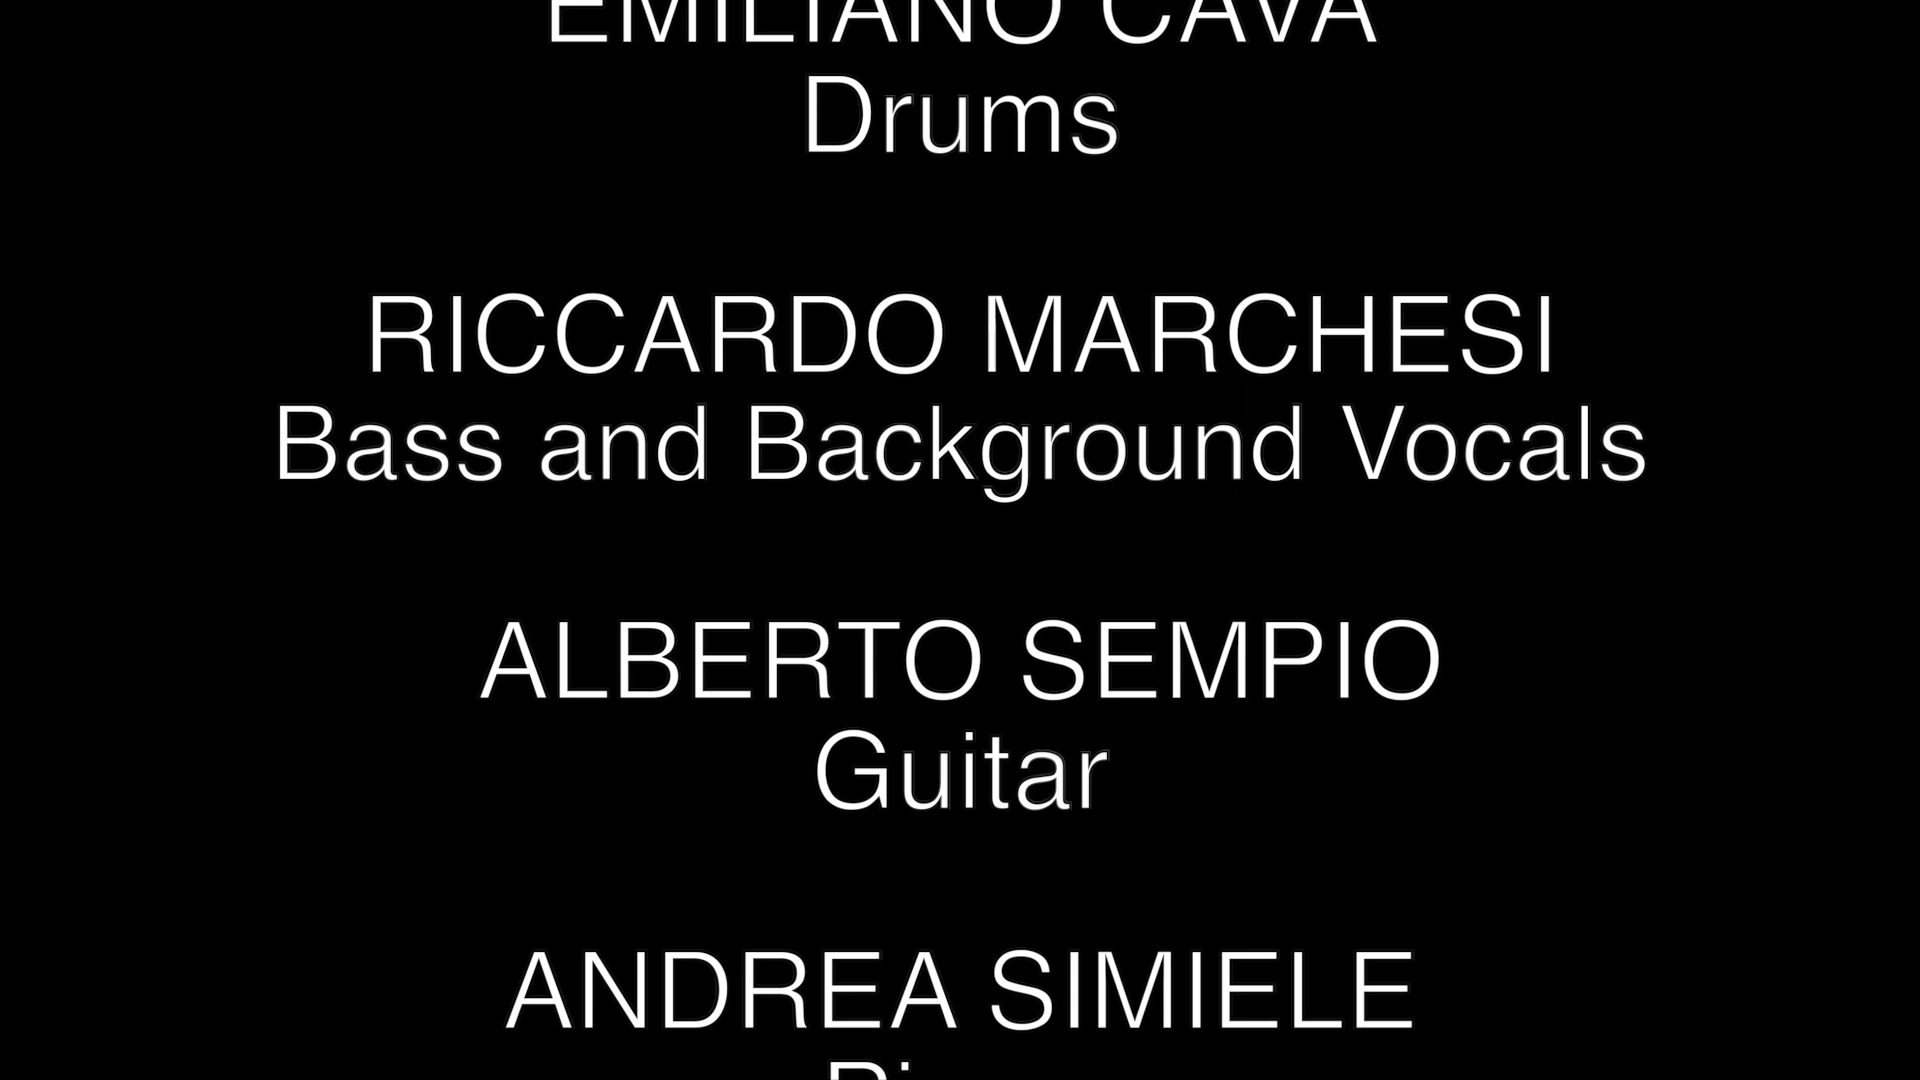 EMILIANO CAVA
Drums
RICCARDO MARCHESI
Bass and Background Vocals
ALBERTO SEMPIO
Guitar
ANDREA SIMIELE